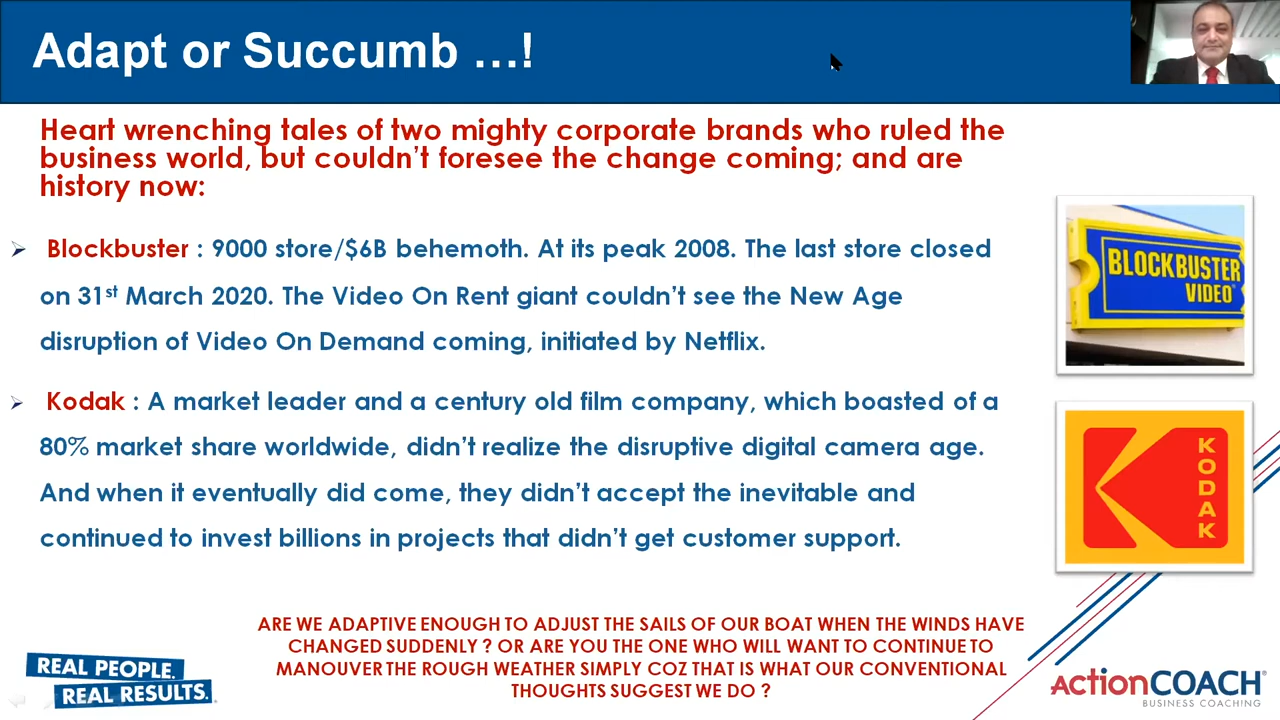 Adapt or Succumb ...!
Heart wrenching tales of two mighty corporate brands who ruled the
business world, but couldn't foresee the change coming; and are
history now:
➢ Blockbuster : 9000 store/$6B behemoth. At its peak 2008. The last store closed
on 31st March 2020. The Video On Rent giant couldn't see the New Age
disruption of Video On Demand coming, initiated by Netflix.
BLOCKBUSTER
VIDEO
➢ Kodak : A market leader and a century old film company, which boasted of a
80% market share worldwide, didn't realize the disruptive digital camera age.
And when it eventually did come, they didn't accept the inevitable and
continued to invest billions in projects that didn't get customer support.
KODAK
ARE WE ADAPTIVE ENOUGH TO ADJUST THE SAILS OF OUR BOAT WHEN THE WINDS HAVE
CHANGED SUDDENLY ? OR ARE YOU THE ONE WHO WILL WANT TO CONTINUE TO
MANOUVER THE ROUGH WEATHER SIMPLY COZ THAT IS WHAT OUR CONVENTIONAL
THOUGHTS SUGGEST WE DO ?
REAL PEOPLE.
REAL RESULTS.
ActionCOACH®
BUSINESS COACHING